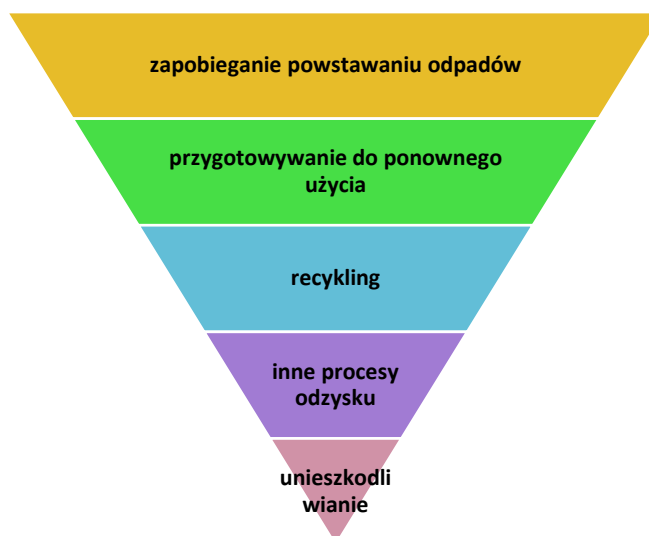 zapobieganie powstawaniu odpadów
przygotowywanie do ponownego
użycia
recykling
inne procesy
odzysku
unieszkodli
wianie